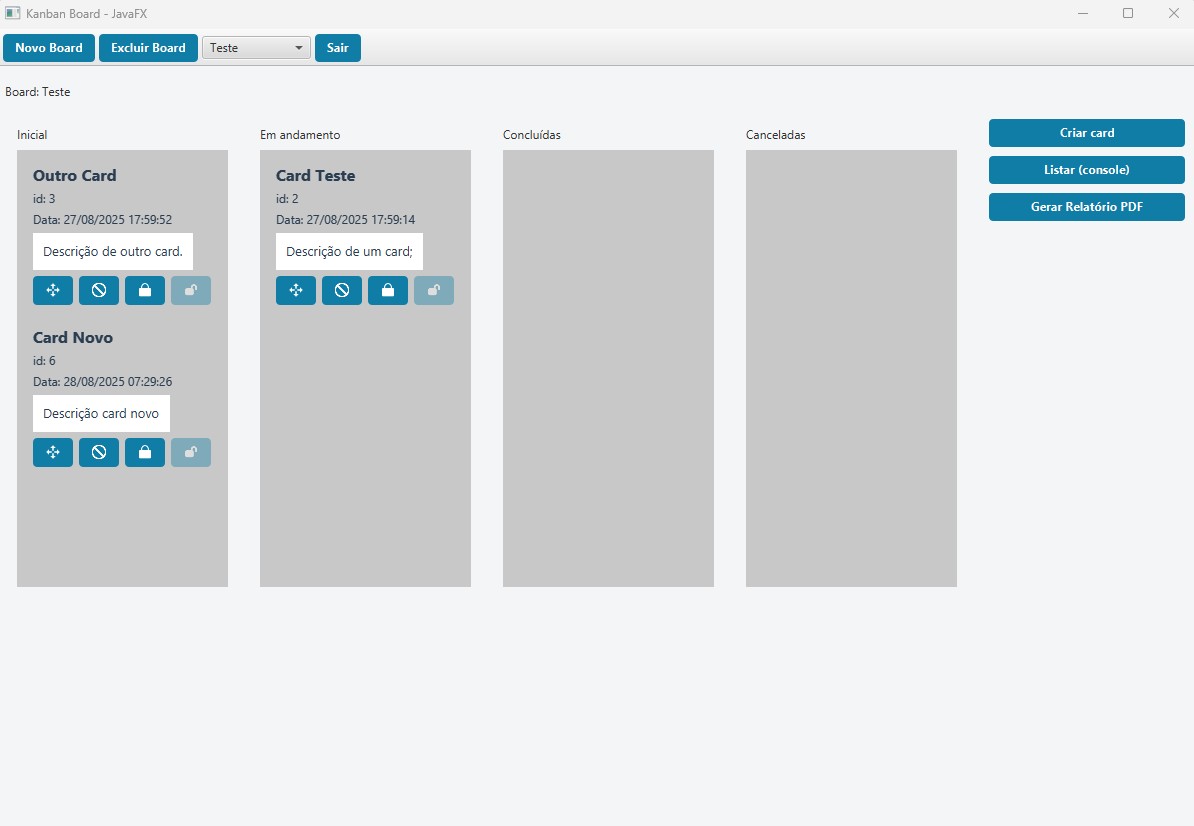 Kanban Board - JavaFX
Novo Board
Excluir Board
Teste
Sair
Board: Teste
Inicial
Outro Card
id: 3
Data: 27/08/2025 17:59:52
Descrição de outro card.
Card Novo
id: 6
Data: 28/08/2025 07:29:26
Descrição card novo
Em andamento
Card Teste
id: 2
Data: 27/08/2025 17:59:14
Descrição de um card;
Concluídas
Canceladas
Criar card
Listar (console)
Gerar Relatório PDF